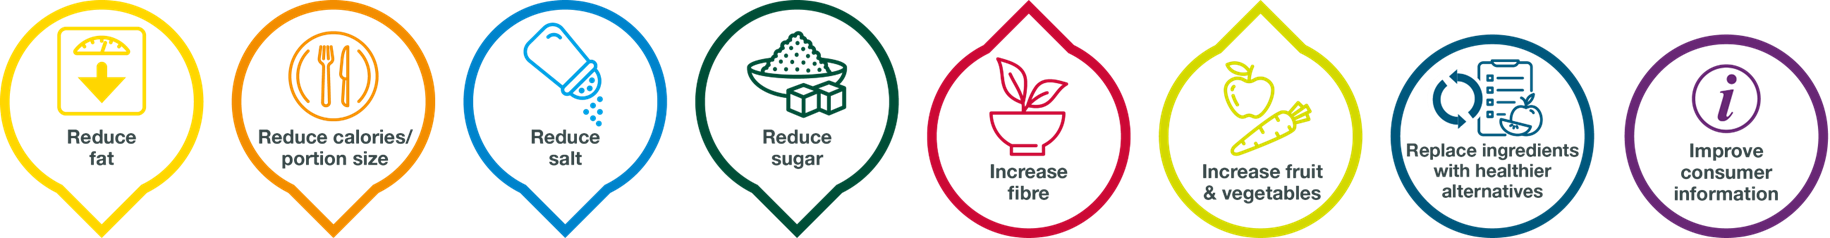 Reduce
fat
Reduce calories/
portion size
Reduce
salt
Reduce
sugar
Increase
fibre
Increase fruit
& vegetables
Replace ingredients
with healthier
alternatives
i
Improve
consumer
information